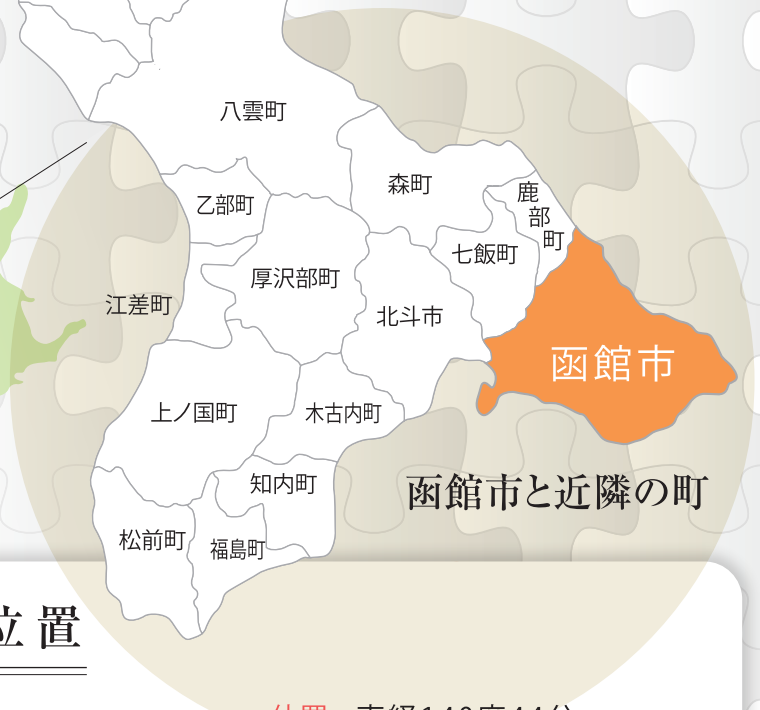 八雲町
森町
鹿部町
乙部町
七飯町
厚沢部町
江差町
北斗市
函館市
上ノ国町
木古内町
知内町
函館市と近隣の町
松前町
福島町
位置